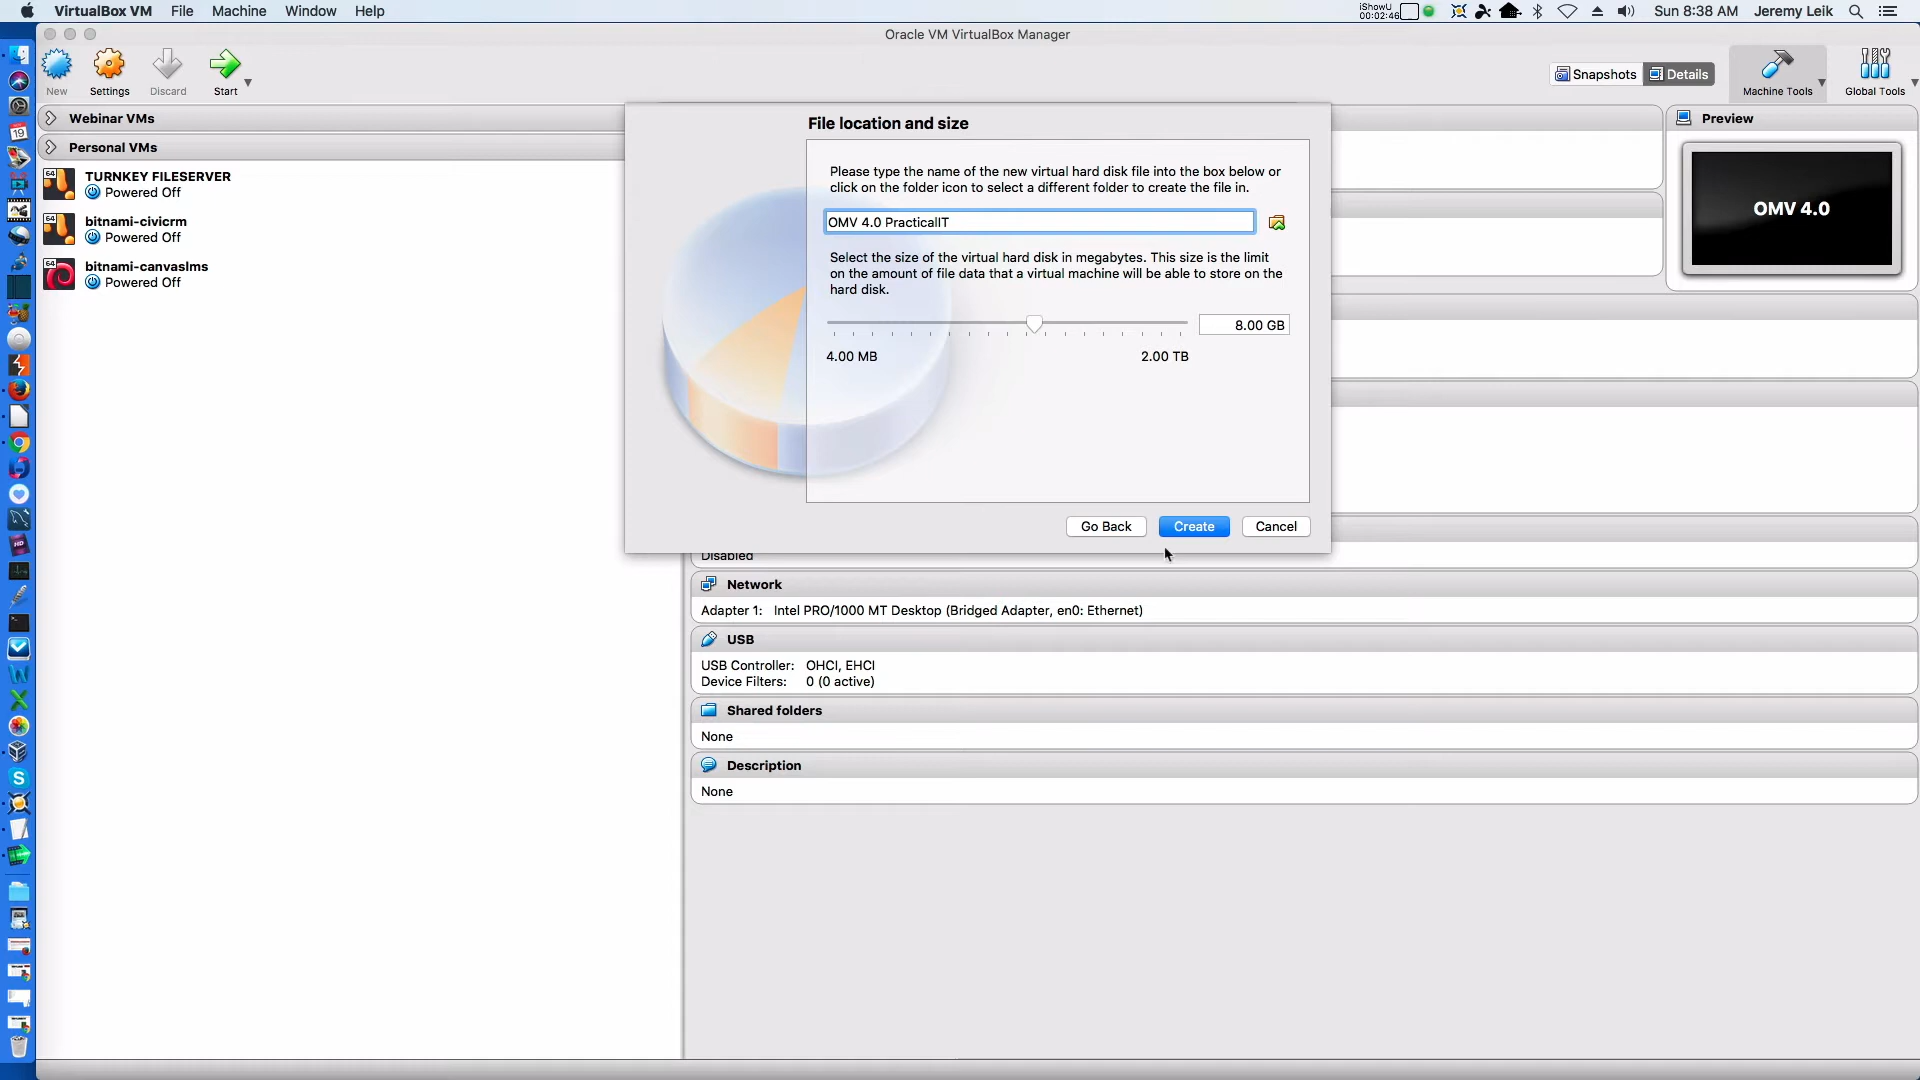 VirtualBox VM File Machine Window Help
iShowU
00:02:46
Sun 8:38 AM Jeremy Leik
Oracle VM VirtualBox Manager
New Settings Discard Start
Snapshots Details
Machine Tools Global Tools
Webinar VMs
Personal VMs
64
TURNKEY FILESERVER
Powered Off
64
bitnami-civicrm
Powered Off
64
bitnami-canvaslms
Powered Off
File location and size
Please type the name of the new virtual hard disk file into the box below or
click on the folder icon to select a different folder to create the file in.
OMV 4.0 PracticalIT
Select the size of the virtual hard disk in megabytes. This size is the limit
on the amount of file data that a virtual machine will be able to store on the
hard disk.
8.00 GB
4.00 MB 2.00 TB
Go Back Create Cancel
Preview
OMV 4.0
Disabled
Network
Adapter 1: Intel PRO/1000 MT Desktop (Bridged Adapter, en0: Ethernet)
USB
USB Controller: OHCI, EHCI
Device Filters: 0 (0 active)
Shared folders
None
Description
None